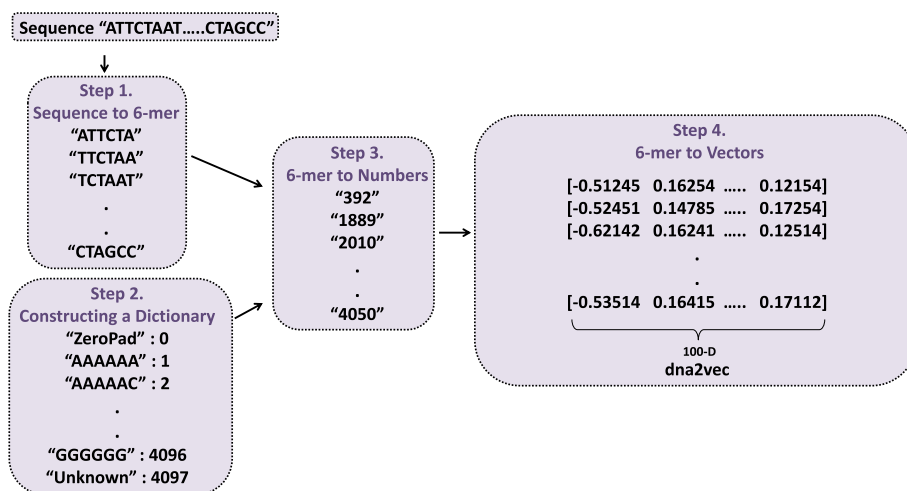 Sequence “ATTCTAAT…..CTAGCC”
Step 1.
Sequence to 6-mer
“ATTCTA”
“TTCTAA”
“TCTAAT”
.
.
“CTAGCC”
Step 2.
Constructing a Dictionary
“ZeroPad” : 0
“AAAAAA” : 1
“AAAAAC” : 2
.
.
“GGGGGG” : 4096
“Unknown” : 4097
Step 3.
6-mer to Numbers
“392”
“1889”
“2010”
.
.
“4050”
Step 4.
6-mer to Vectors
[-0.51245 0.16254 ….. 0.12154]
[-0.52451 0.14785 ….. 0.17254]
[-0.62142 0.16241 ….. 0.12514]
.
.
[-0.53514 0.16415 ….. 0.17112]
100-D
dna2vec